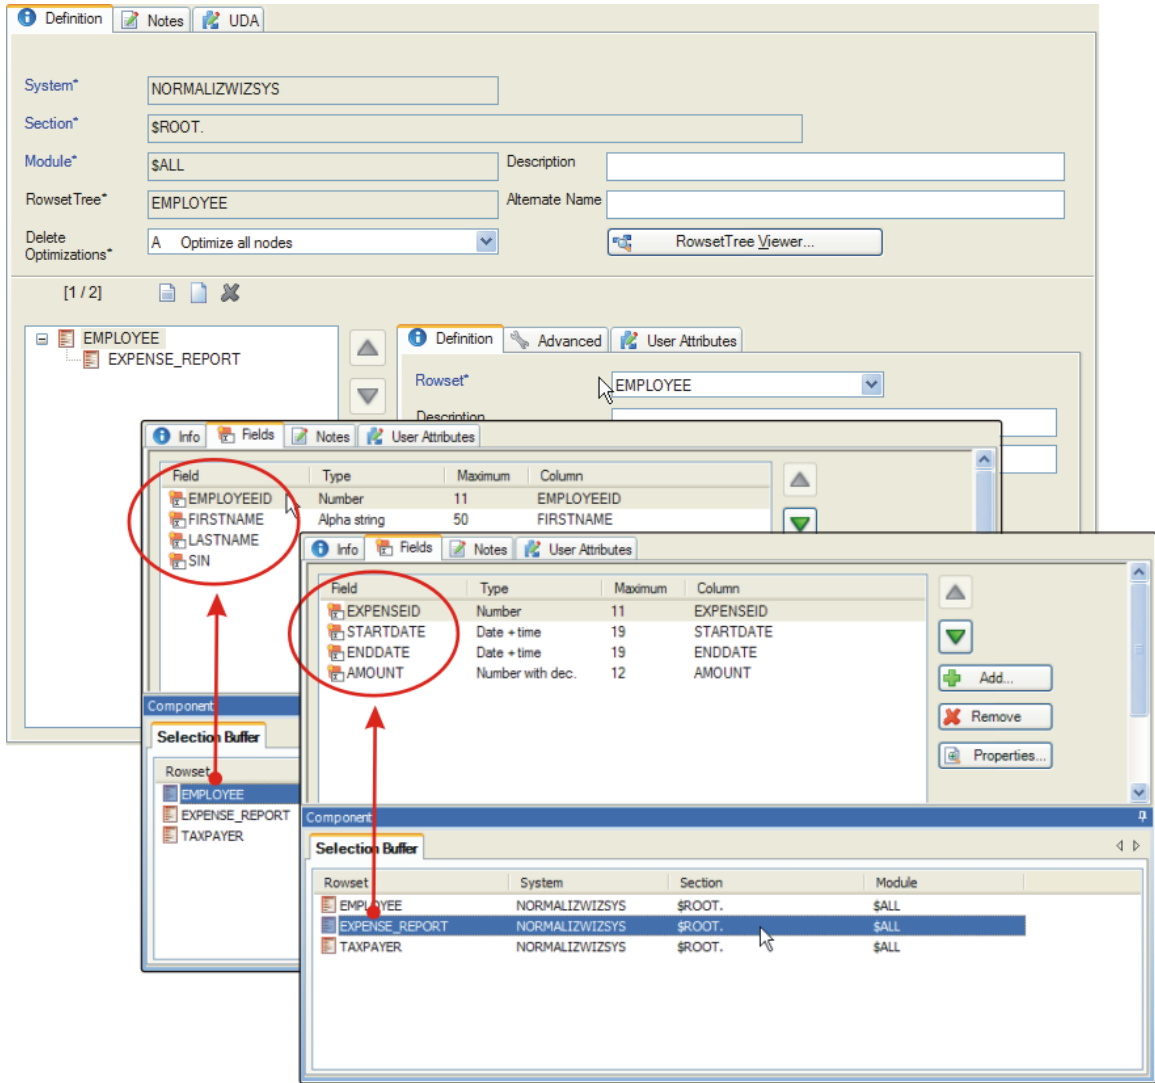 Definition Notes UDA
System* NORMALIZWIZSYS
Section* $ROOT.
Module* $ALL Description
RowsetTree* EMPLOYEE Alternate Name
Delete Optimizations* A Optimize all nodes RowsetTree Viewer...
[1 / 2]
EMPLOYEE
EXPENSE_REPORT
Definition Advanced User Attributes
Rowset* EMPLOYEE
Description
Info Fields Notes User Attributes
Field Type Maximum Column
EMPLOYEEID Number 11 EMPLOYEEID
FIRSTNAME Alpha string 50 FIRSTNAME
LASTNAME
SIN
Component
Selection Buffer
Rowset
EMPLOYEE
EXPENSE_REPORT
TAXPAYER
Info Fields Notes User Attributes
Field Type Maximum Column
EXPENSEID Number 11 EXPENSEID
STARTDATE Date + time 19 STARTDATE
ENDDATE Date + time 19 ENDDATE
AMOUNT Number with dec. 12 AMOUNT
Add...
Remove
Properties...
Component
Selection Buffer
Rowset System Section Module
EMPLOYEE NORMALIZWIZSYS $ROOT. $ALL
EXPENSE_REPORT NORMALIZWIZSYS $ROOT. $ALL
TAXPAYER NORMALIZWIZSYS $ROOT. $ALL